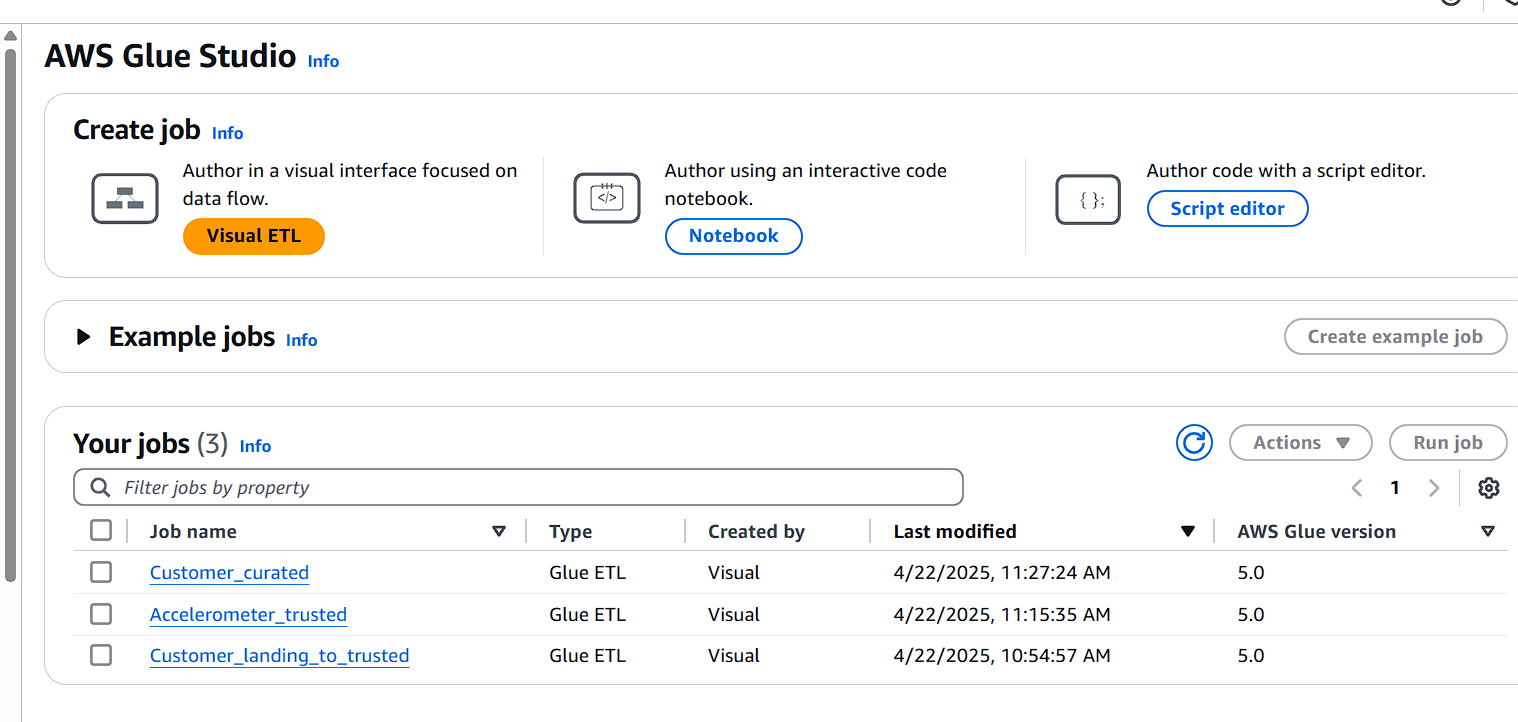 AWS Glue Studio Info
Create job Info
Author in a visual interface focused on
data flow.
Visual ETL
</>
Author using an interactive code
notebook.
Notebook
{ };
Author code with a script editor.
Script editor
Example jobs Info
Create example job
Your jobs (3) Info
Actions
Run job
Filter jobs by property
1
Job name Type Created by Last modified AWS Glue version
Customer_curated Glue ETL Visual 4/22/2025, 11:27:24 AM 5.0
Accelerometer_trusted Glue ETL Visual 4/22/2025, 11:15:35 AM 5.0
Customer_landing_to_trusted Glue ETL Visual 4/22/2025, 10:54:57 AM 5.0